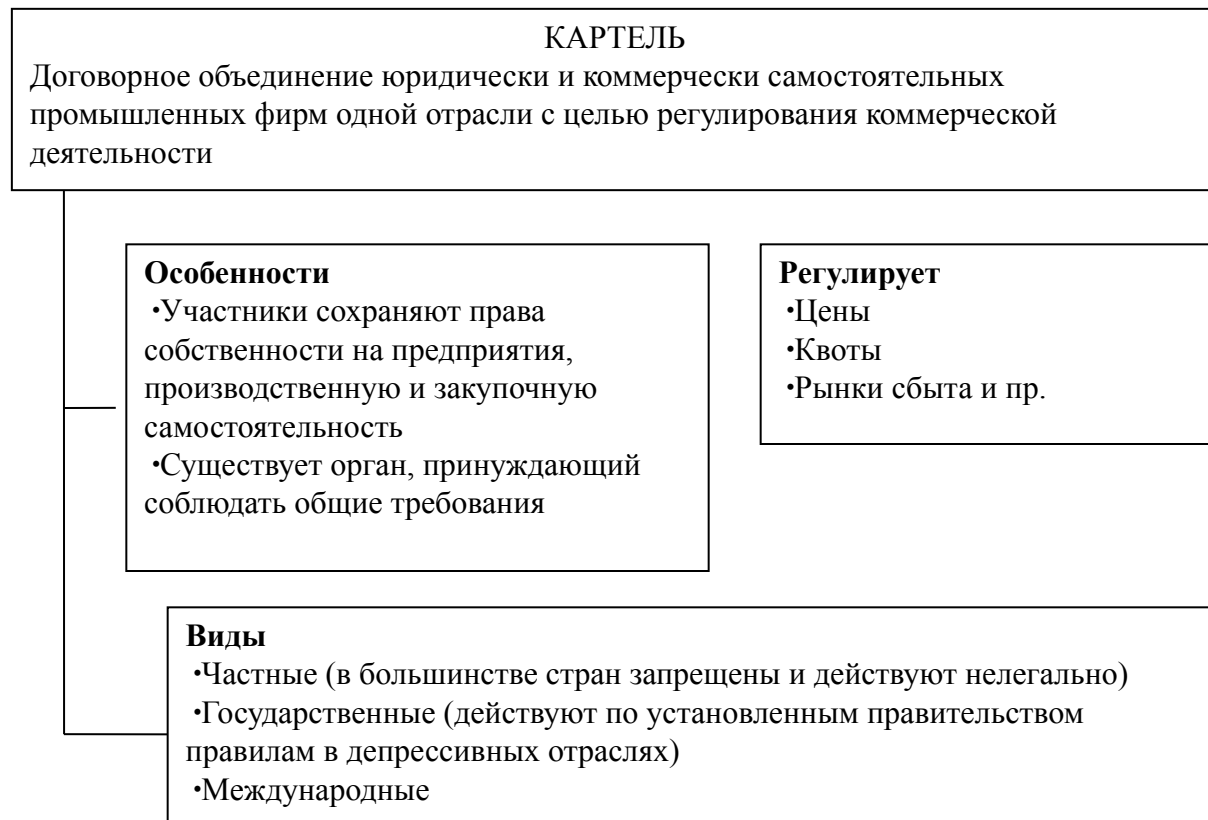 КАРТЕЛЬ
Договорное объединение юридически и коммерчески самостоятельных
промышленных фирм одной отрасли с целью регулирования коммерческой
деятельности
Особенности
·Участники сохраняют права
собственности на предприятия,
производственную и закупочную
самостоятельность
·Существует орган, принуждающий
соблюдать общие требования
Регулирует
·Цены
·Квоты
·Рынки сбыта и пр.
Виды
·Частные (в большинстве стран запрещены и действуют нелегально)
·Государственные (действуют по установленным правительством
правилам в депрессивных отраслях)
·Международные